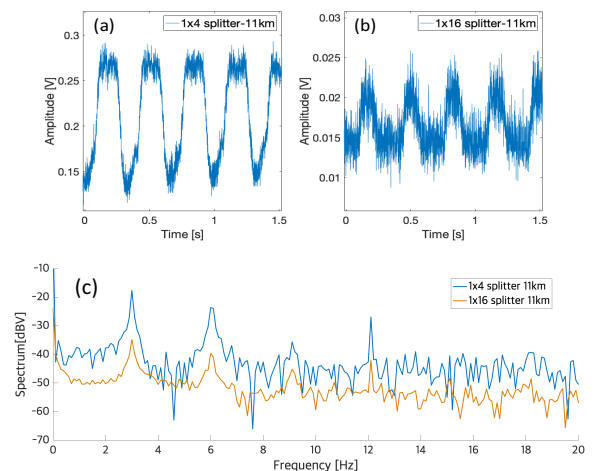 (a)
1x4 splitter-11km
0.3
0.25
0.2
0.15
Amplitude [V]
0
0.5
1
1.5
Time [s]
(b)
1x16 splitter-11km
0.03
0.025
0.02
0.015
0.01
Amplitude [V]
0
0.5
1
1.5
Time [s]
(c)
1x4 splitter 11km
1x16 splitter 11km
-10
-20
-30
-40
-50
-60
-70
Spectrum[dBV]
0
2
4
6
8
10
12
14
16
18
20
Frequency [Hz]